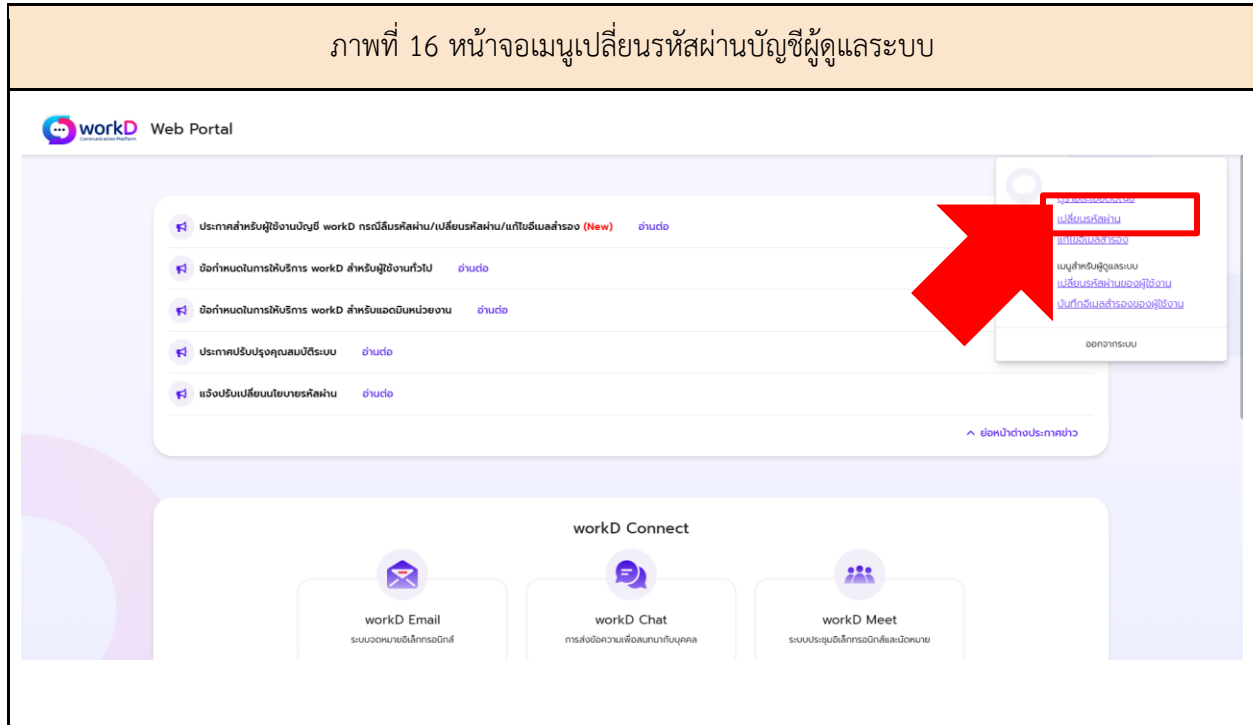 ภาพที่ 16 หน้าจอเมนูเปลี่ยนรหัสผ่านบัญชีผู้ดูแลระบบ
workD Web Portal
Communication Platform
เปลี่ยนรหัสผ่าน
แก้ไขอีเมลสำรอง
เมนูสำหรับผู้ดูแลระบบ
เปลี่ยนรหัสผ่านของผู้ใช้งาน
บันทึกอีเมลสำรองของผู้ใช้งาน
ออกจากระบบ
ประกาศสำหรับผู้ใช้งานบัญชี workD กรณีลืมรหัสผ่าน/เปลี่ยนรหัสผ่าน/แก้ไขอีเมลสำรอง (New) อ่านต่อ
ข้อกำหนดในการให้บริการ workD สำหรับผู้ใช้งานทั่วไป อ่านต่อ
ข้อกำหนดในการให้บริการ workD สำหรับแอดมินหน่วยงาน อ่านต่อ
ประกาศปรับปรุงคุณสมบัติระบบ อ่านต่อ
แจ้งปรับเปลี่ยนนโยบายรหัสผ่าน อ่านต่อ
ย่อหน้าต่างประกาศข่าว
workD Connect
workD Email
ระบบจดหมายอิเล็กทรอนิกส์
workD Chat
การส่งข้อความเพื่อสนทนากับบุคคล
workD Meet
ระบบประชุมอิเล็กทรอนิกส์และนัดหมาย